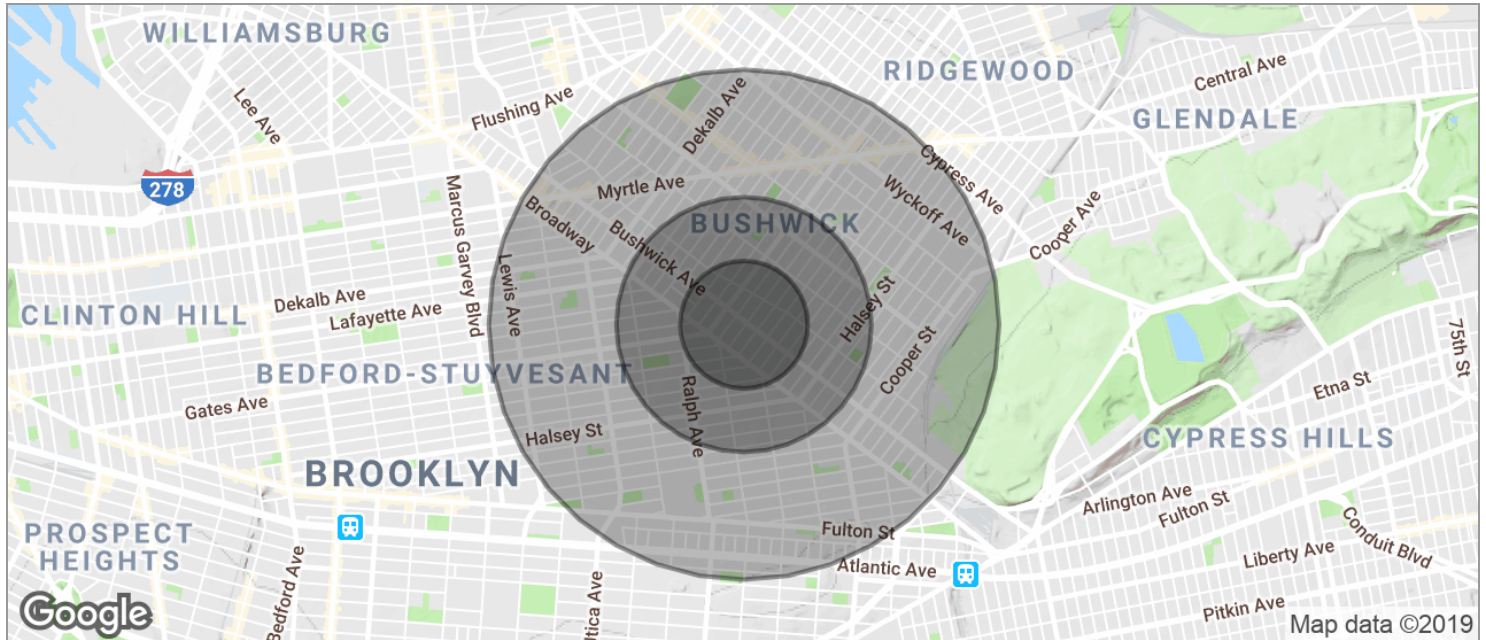 WILLIAMSBURG
RIDGEWOOD
Central Ave
Lee Ave
Flushing Ave
Dekalb Ave
GLENDALE
278
Myrtle Ave
Cypress Ave
Wyckoff Ave
Marcus Garvey Blvd
Broadway
Bushwick Ave
BUSHWICK
Cooper Ave
Lewis Ave
Dekalb Ave
Lafayette Ave
CLINTON HILL
Halsey St
Cooper St
75th St
BEDFORD-STUYVESANT
Gates Ave
Ralph Ave
Etna St
Halsey St
CYPRESS HILLS
BROOKLYN
Arlington Ave
Fulton St
PROSPECT
HEIGHTS
Fulton St
Conduit Blvd
Liberty Ave
Atlantic Ave
Bedford Ave
Utica Ave
Pitkin Ave
Google
Map data ©2019